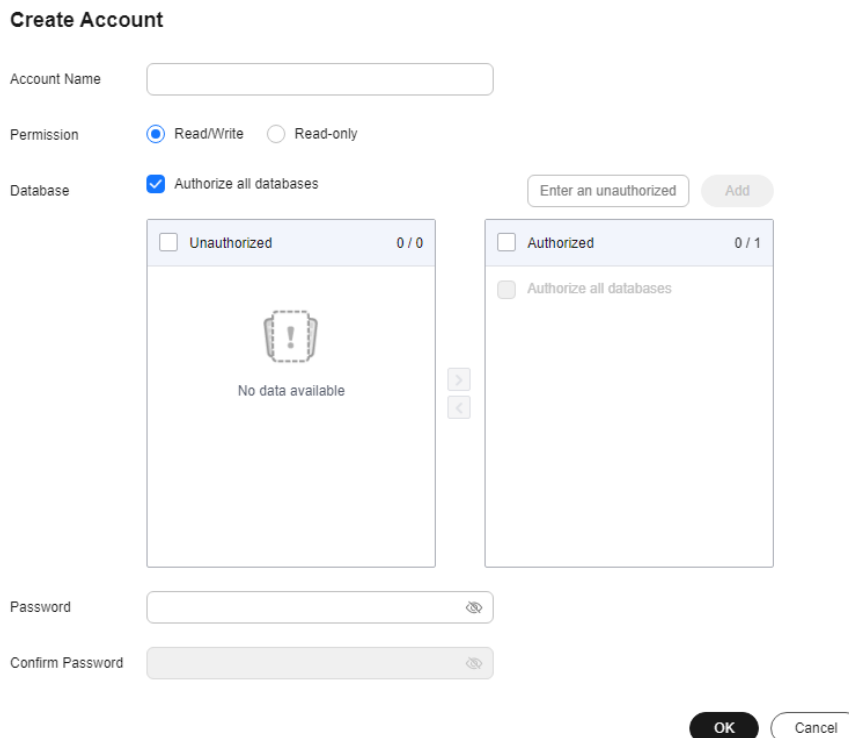 Create Account
Account Name
Permission Read/Write Read-only
Database Authorize all databases Enter an unauthorized Add
Unauthorized 0 / 0 Authorized 0 / 1
Authorize all databases
No data available
Password
Confirm Password
OK Cancel